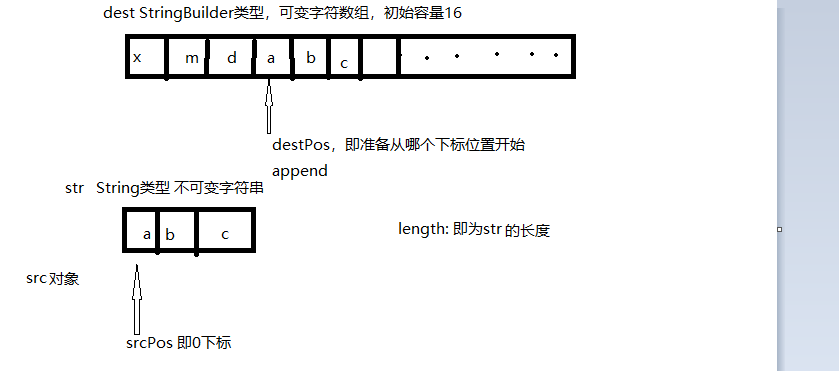 dest StringBuilder类型，可变字符数组，初始容量16
x m d a b c
destPos，即准备从哪个下标位置开始
append
str String类型 不可变字符串
a b c
length: 即为str 的长度
src 对象
srcPos 即0下标